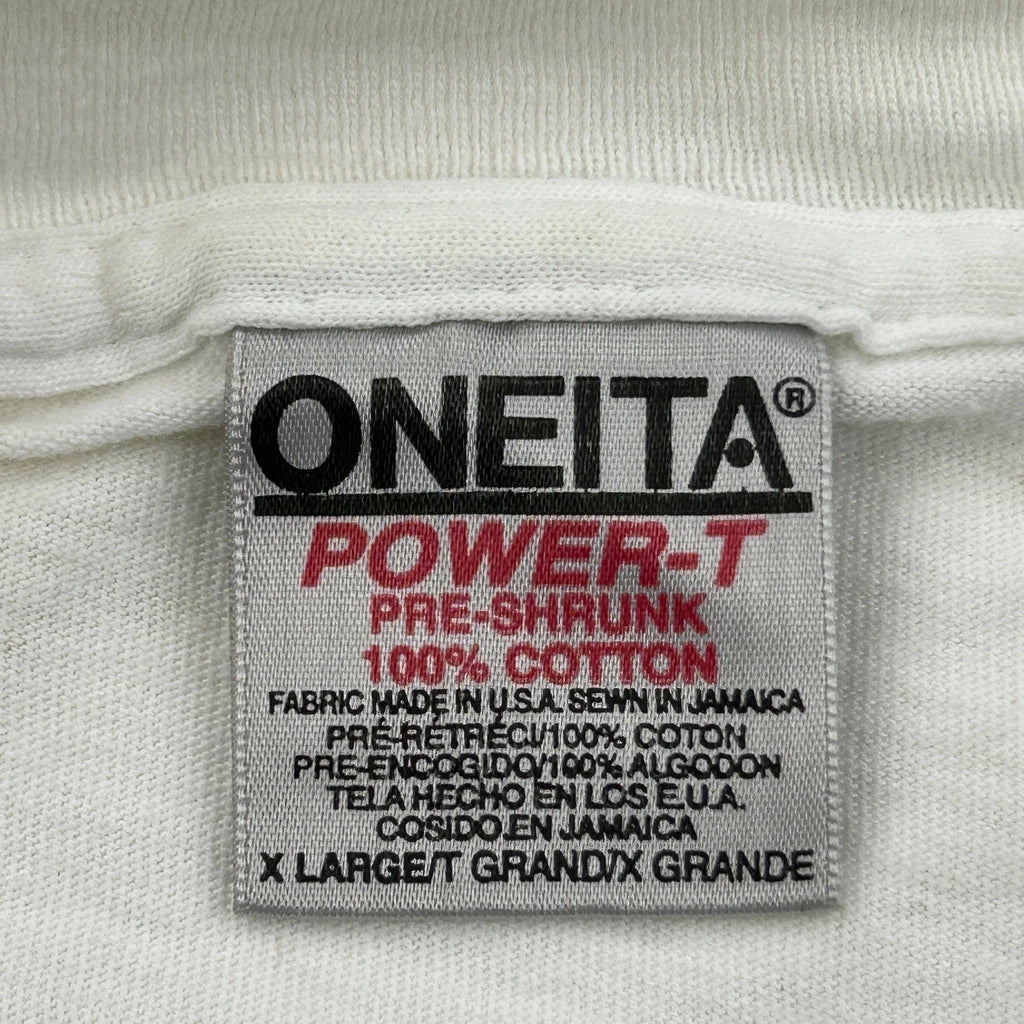 ONEITA®
POWER-T
PRE-SHRUNK
100% COTTON
FABRIC MADE IN U.S.A. SEWN IN JAMAICA
PRÉ-RÉTRÉCI/100% COTON
PRE-ENCOGIDO/100% ALGODON
TELA HECHO EN LOS E.U.A.
COSIDO EN JAMAICA
X LARGE/T GRAND/X GRANDE